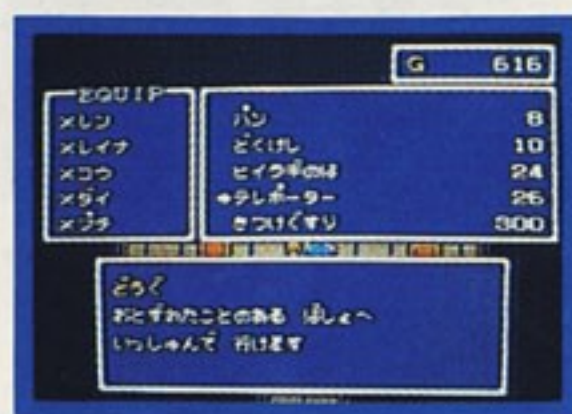 G 616
EQUIP
×レン
×レイナ
×コウ
×ダイ
パン 8
どくけし 10
ヒイラギのは 24
テレポーター 26
きつけぐすり 300
どうぐ
おとずれたことのある ばしょへ
いっしゅんで 行けます